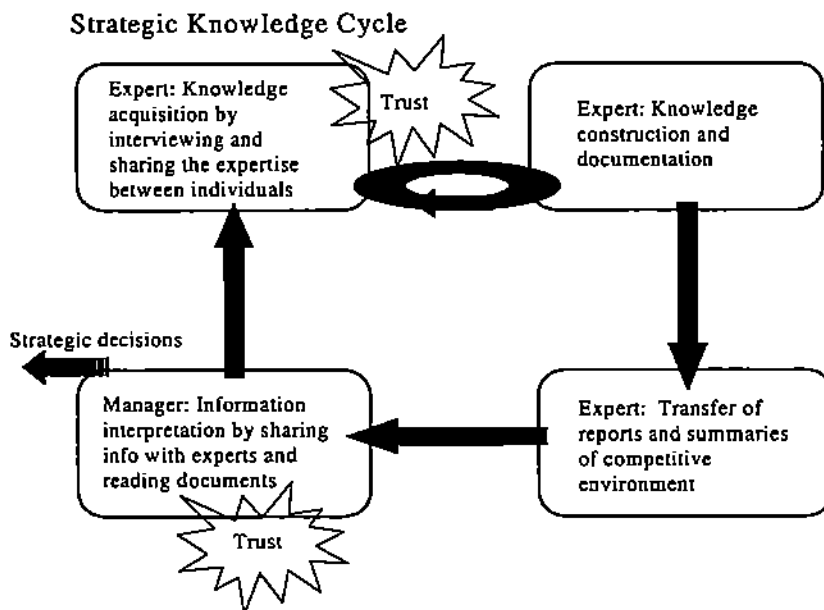 Strategic Knowledge Cycle
Expert: Knowledge
acquisition by
interviewing and
sharing the expertise
between individuals
Trust
Expert: Knowledge
construction and
documentation
Strategic decisions
Manager: Information
interpretation by sharing
info with experts and
reading documents
Trust
Expert: Transfer of
reports and summaries
of competitive
environment